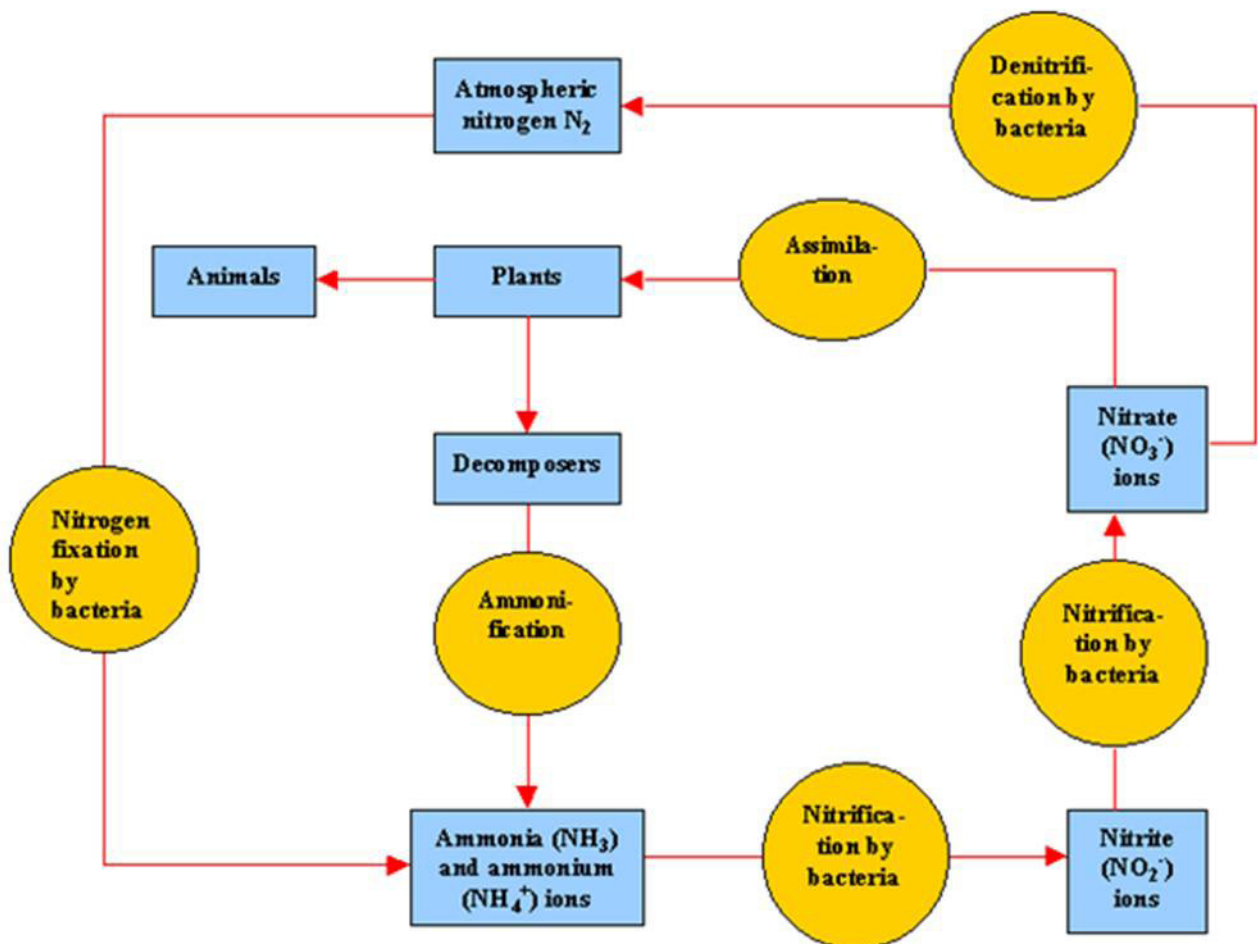 Atmospheric
nitrogen N₂
Denitrifi-
cation by
bacteria
Animals
Plants
Assimila-
tion
Nitrate
(NO₃⁻)
ions
Decomposers
Nitrogen
fixation
by
bacteria
Ammoni-
fication
Nitrifica-
tion by
bacteria
Ammonia (NH₃)
and ammonium
(NH₄⁺) ions
Nitrifica-
tion by
bacteria
Nitrite
(NO₂⁻)
ions